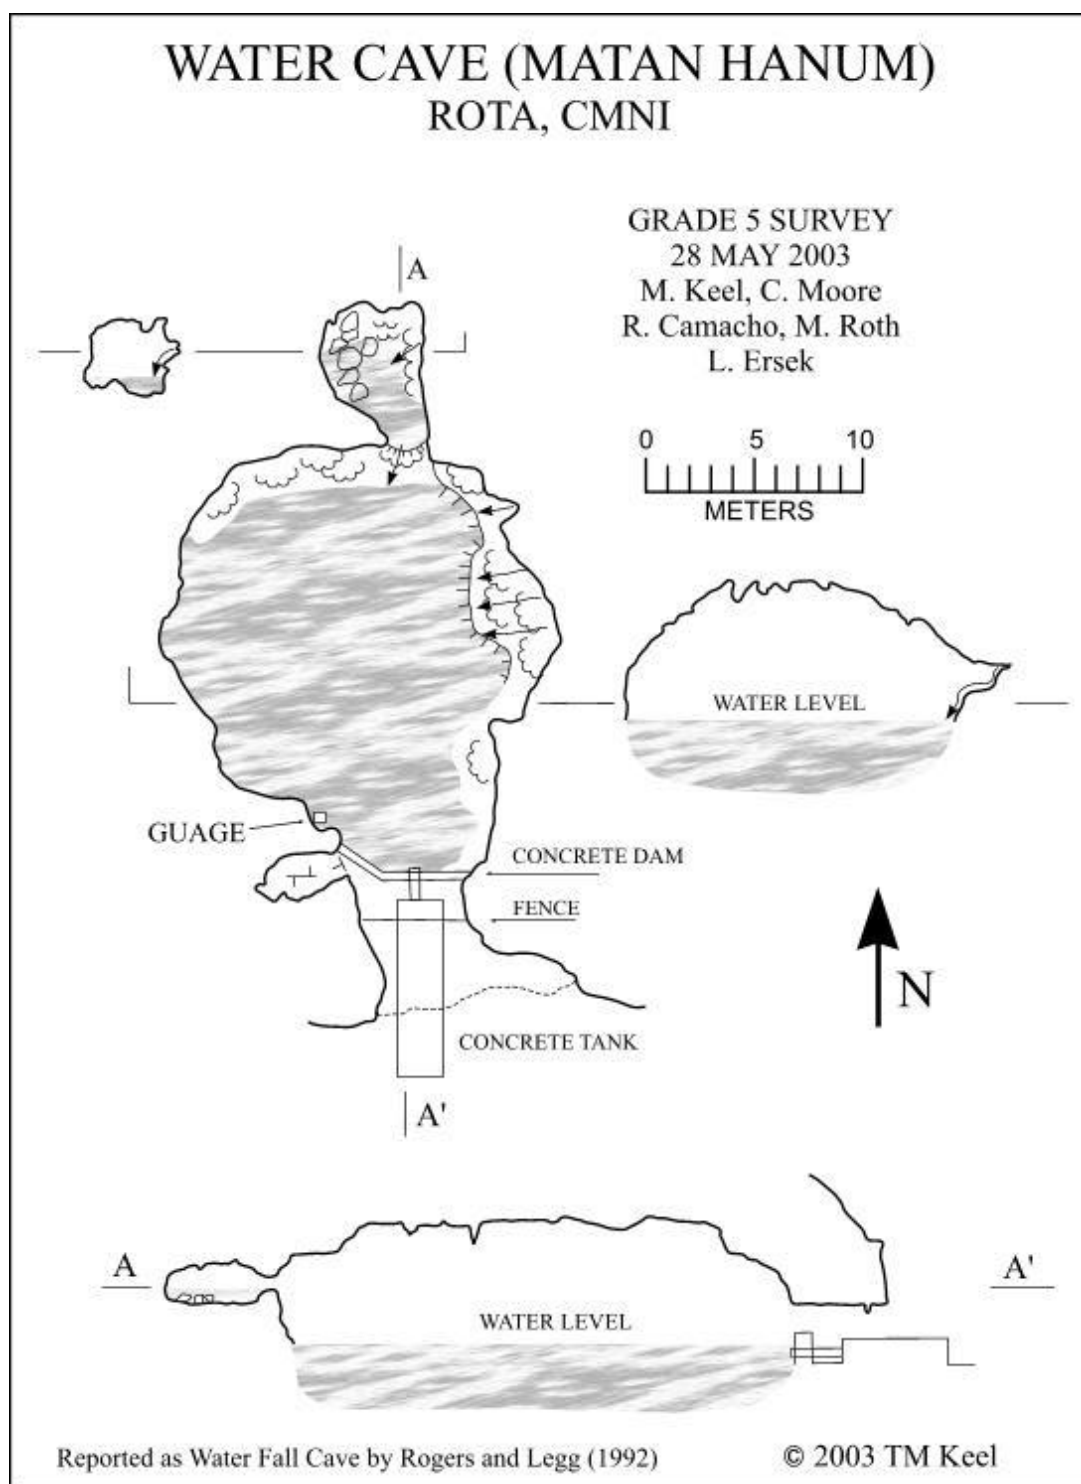 WATER CAVE (MATAN HANUM)
ROTA, CMNI
GRADE 5 SURVEY
28 MAY 2003
M. Keel, C. Moore
R. Camacho, M. Roth
L. Ersek
A
0 5 10
METERS
WATER LEVEL
GUAGE
CONCRETE DAM
FENCE
N
CONCRETE TANK
A'
A
A'
WATER LEVEL
Reported as Water Fall Cave by Rogers and Legg (1992)
© 2003 TM Keel